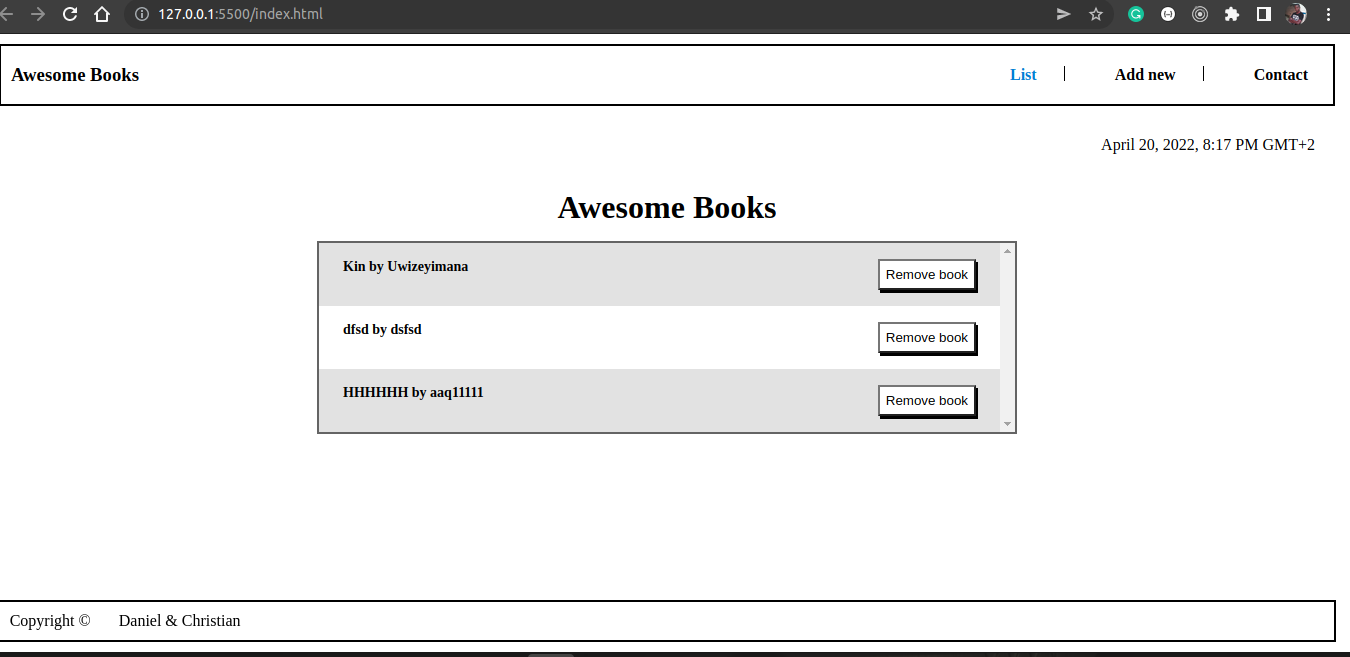 127.0.0.1:5500/index.html
Awesome Books List Add new Contact
April 20, 2022, 8:17 PM GMT+2
Awesome Books
Kin by Uwizeyimana Remove book
dfsd by dsfsd Remove book
HHHHHH by aaq11111 Remove book
Copyright © Daniel & Christian